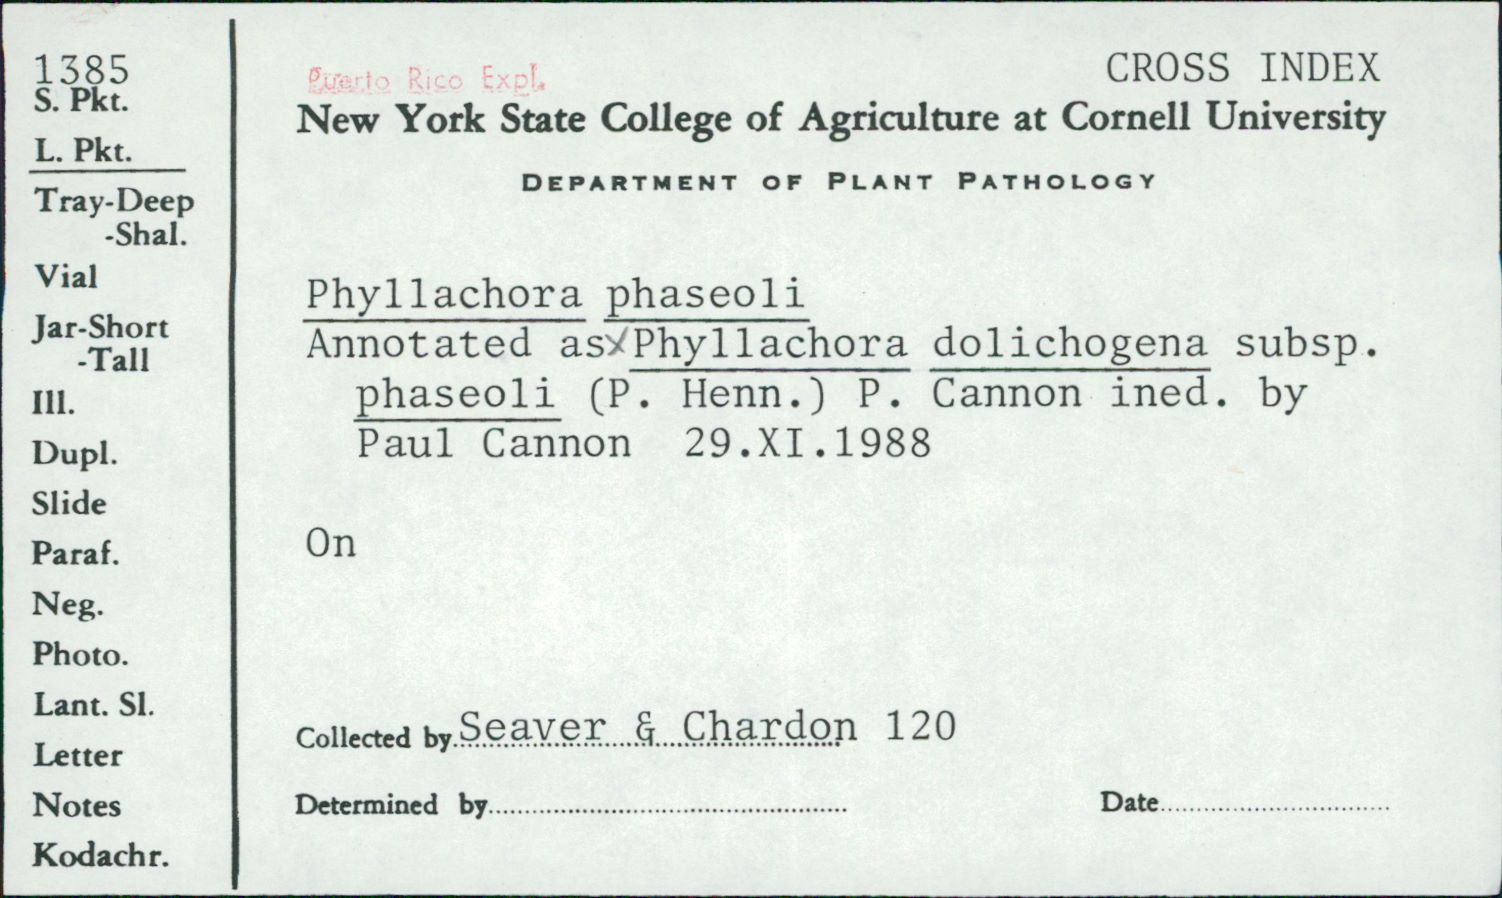 1385
S. Pkt.
L. Pkt.
Tray-Deep
-Shal.
Vial
Jar-Short
-Tall
Ill.
Dupl.
Slide
Paraf.
Neg.
Photo.
Lant. Sl.
Letter
Notes
Kodachr.
Puerto Rico Expl.
CROSS INDEX
New York State College of Agriculture at Cornell University
DEPARTMENT OF PLANT PATHOLOGY
Phyllachora phaseoli
Annotated as Phyllachora dolichogena subsp.
phaseoli (P. Henn.) P. Cannon ined. by
Paul Cannon 29.XI.1988
On
Collected by Seaver & Chardon 120
Determined by
Date